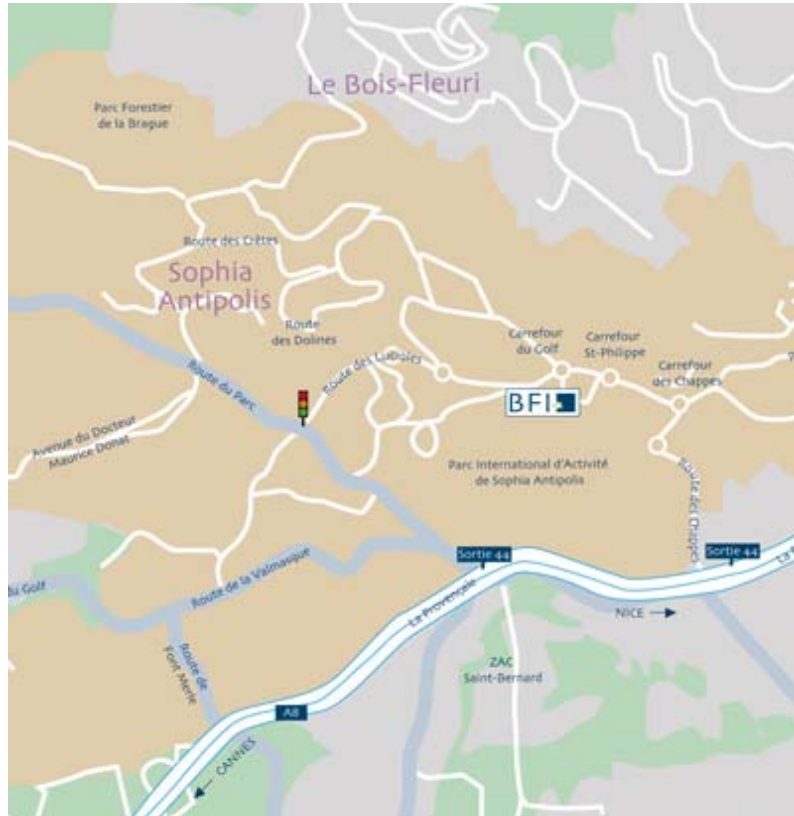 Le Bois-Fleuri
Parc Forestier
de la Brague
Route des Crêtes
Sophia
Antipolis
Route
des Dolines
Carrefour
du Golf
Carrefour
St-Philippe
Carrefour
des Chappes
Route des Lucioles
Route du Parc
BFI
Avenue du Docteur
Maurice Donat
Parc International d'Activité
de Sophia Antipolis
Route des Chappes
Sortie 44
Sortie 44
Route de la Valmasque
du Golf
La Provençale
La
NICE
Route de
Font Merle
ZAC
Saint-Bernard
A8
CANNES